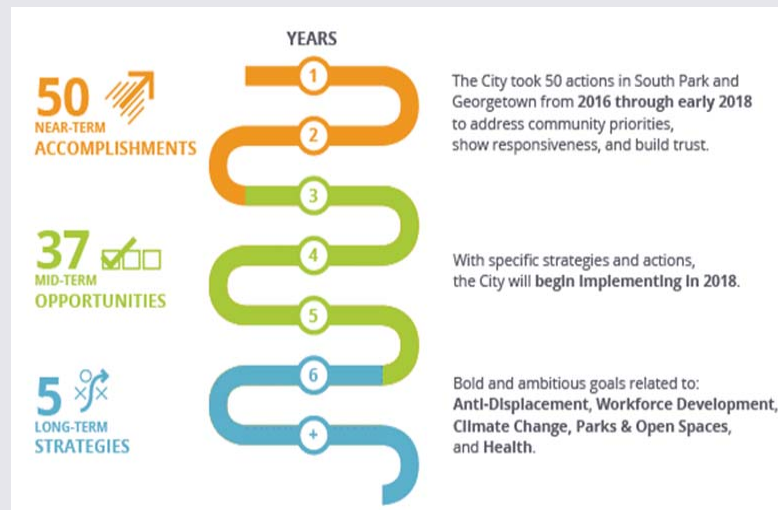 YEARS
50
NEAR-TERM
ACCOMPLISHMENTS
1
2
The City took 50 actions in South Park and
Georgetown from 2016 through early 2018
to address community priorities,
show responsiveness, and build trust.
37
MID-TERM
OPPORTUNITIES
3
4
5
With specific strategies and actions,
the City will begin implementing in 2018.
5
LONG-TERM
STRATEGIES
6
+
Bold and ambitious goals related to:
Anti-Displacement, Workforce Development,
Climate Change, Parks & Open Spaces,
and Health.